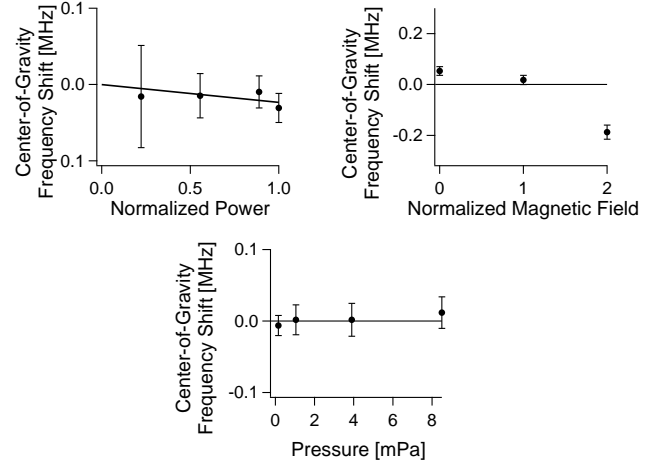 Center-of-Gravity
Frequency Shift [MHz]
0.1
0.0
0.1
0.0
0.5
1.0
Normalized Power
Center-of-Gravity
Frequency Shift [MHz]
0.2
0.0
-0.2
0
1
2
Normalized Magnetic Field
Center-of-Gravity
Frequency Shift [MHz]
0.1
0.0
-0.1
0
2
4
6
8
Pressure [mPa]